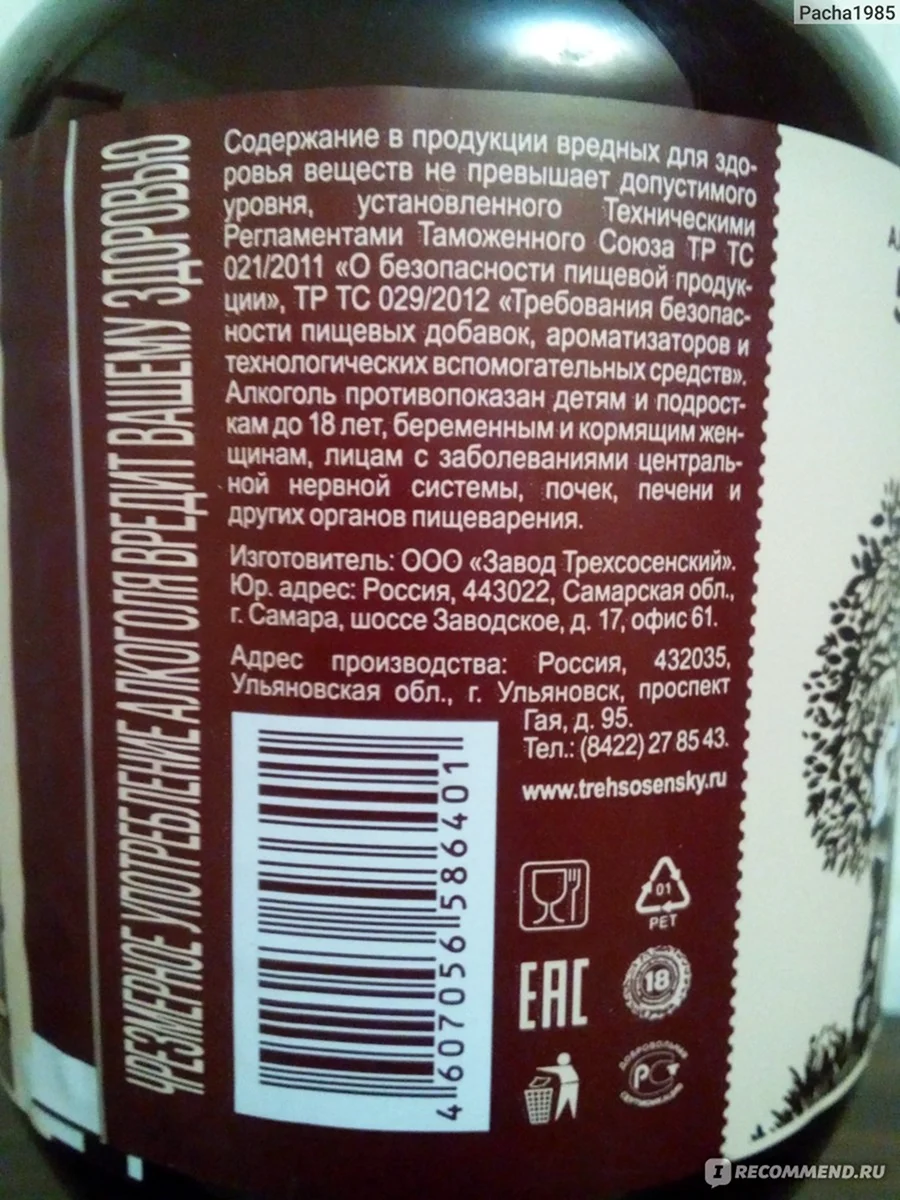 Pacha1985
ЧРЕЗМЕРНОЕ УПОТРЕБЛЕНИЕ АЛКОГОЛЯ ВРЕДИТ ВАШЕМУ ЗДОРОВЬЮ
Содержание в продукции вредных для здо-
ровья веществ не превышает допустимого
уровня, установленного Техническими
Регламентами Таможенного Союза ТР ТС
021/2011 «О безопасности пищевой продук-
ции», ТР ТС 029/2012 «Требования безопас-
ности пищевых добавок, ароматизаторов и
технологических вспомогательных средств».
Алкоголь противопоказан детям и подрост-
кам до 18 лет, беременным и кормящим жен-
щинам, лицам с заболеваниями централь-
ной нервной системы, почек, печени и
других органов пищеварения.
Изготовитель: ООО «Завод Трехсосенский».
Юр. адрес: Россия, 443022, Самарская обл.,
г. Самара, шоссе Заводское, д. 17, офис 61.
Адрес производства: Россия, 432035,
Ульяновская обл., г. Ульяновск, проспект
Гая, д. 95.
Тел.: (8422) 27 85 43.
www.trehsosensky.ru
4 607056 586401
01
PET
EAC
18
ДОБРОВОЛЬНАЯ
РС
СЕРТИФИКАЦИЯ
IRECOMMEND.RU